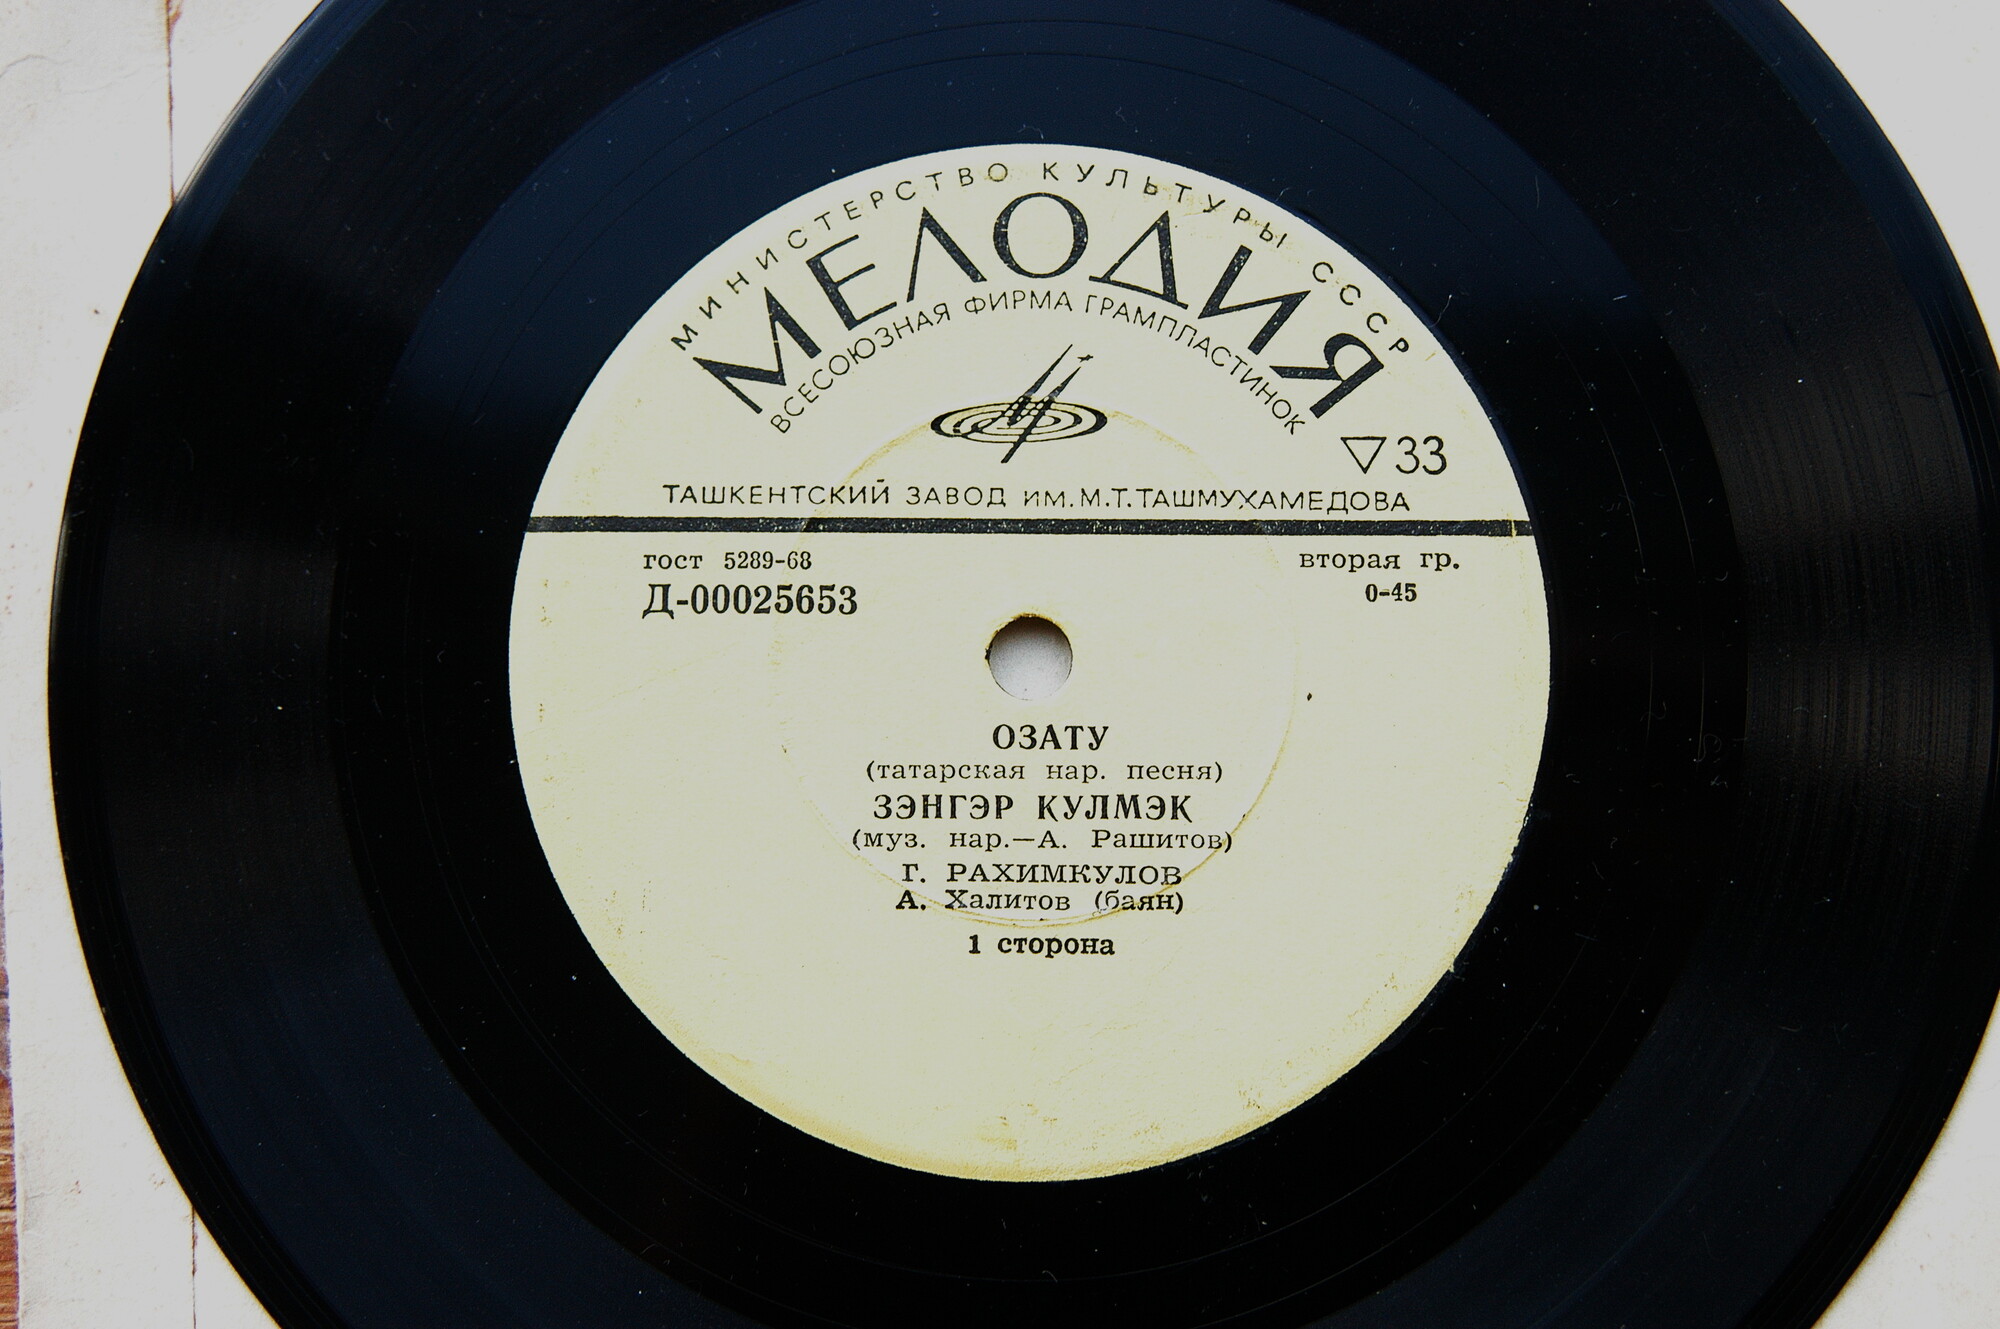 МИНИСТЕРСТВО КУЛЬТУРЫ СССР
МЕЛОДИЯ
ВСЕСОЮЗНАЯ ФИРМА ГРАМПЛАСТИНОК
▽33
ТАШКЕНТСКИЙ ЗАВОД ИМ. М.Т.ТАШМУХАМЕДОВА
гост 5289-68
вторая гр.
Д-00025653
0-45
ОЗАТУ
(татарская нар. песня)
ЗЭНГЭР КУЛМЭК
(муз. нар.—А. Рашитов)
Г. РАХИМКУЛОВ
А. Халитов (баян)
1 сторона